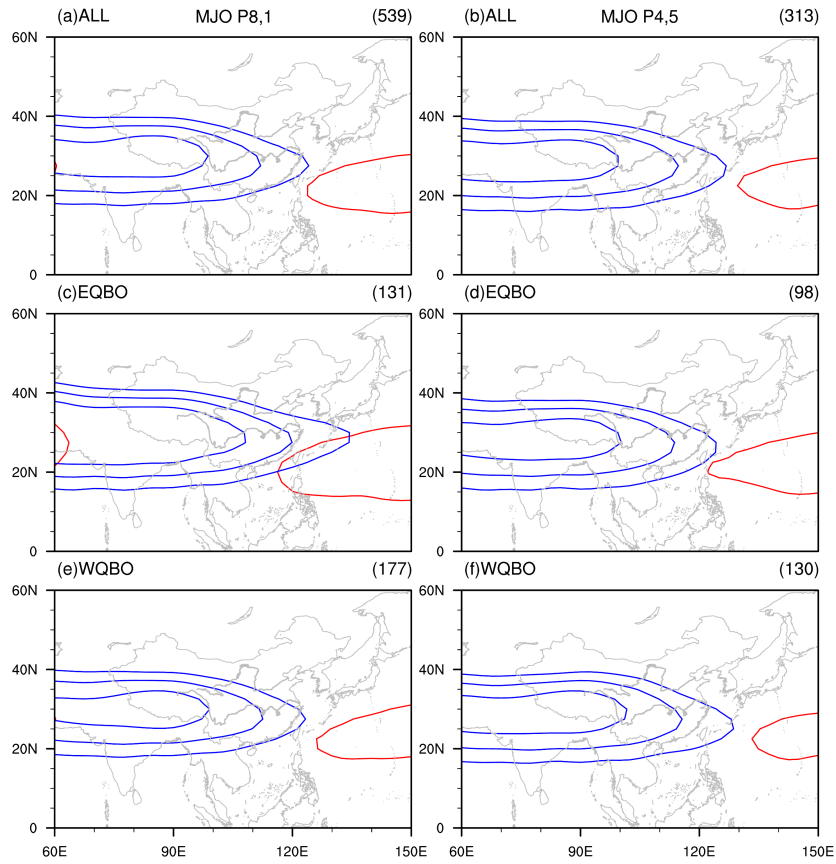 (a)ALL MJO P8,1 (539) (b)ALL MJO P4,5 (313)
60N 60N
40N 40N
20N 20N
0 0
(c)EQBO (131) (d)EQBO (98)
60N 60N
40N 40N
20N 20N
0 0
(e)WQBO (177) (f)WQBO (130)
60N 60N
40N 40N
20N 20N
0 0
60E 90E 120E 150E 60E 90E 120E 150E